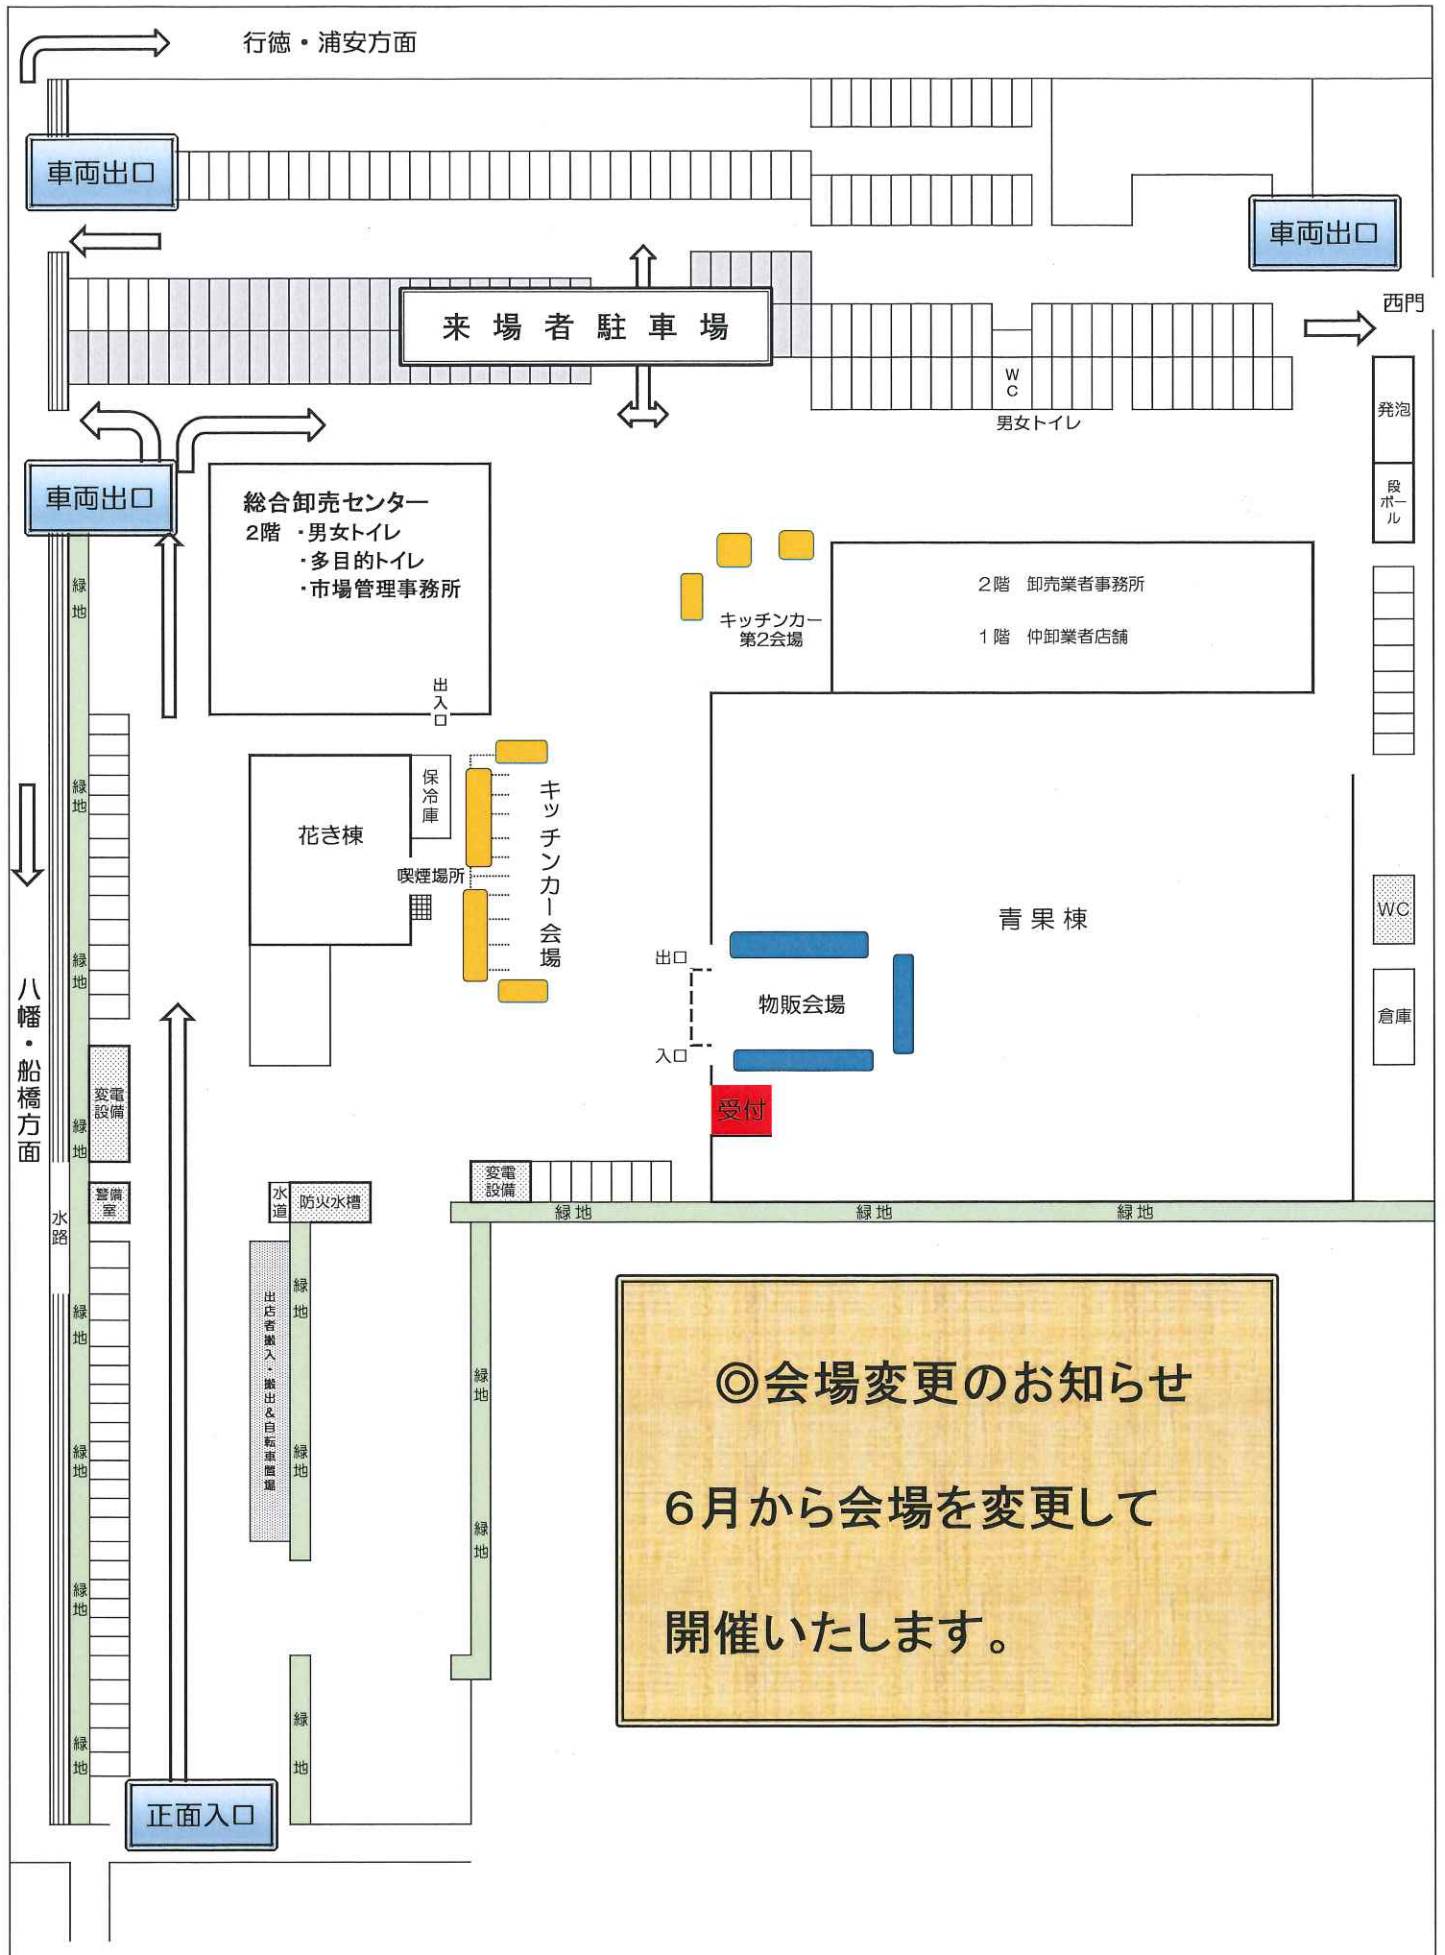 行徳・浦安方面
車両出口
車両出口
来場者駐車場
西門
WC
男女トイレ
発泡
段ボール
車両出口
総合卸売センター
2階 ・男女トイレ
・多目的トイレ
・市場管理事務所
出入口
キッチンカー
第2会場
2階 卸売業者事務所
1階 仲卸業者店舗
緑地
緑地
緑地
緑地
保冷庫
花き棟
喫煙場所
キッチンカー会場
青果棟
WC
倉庫
出口
物販会場
入口
受付
八幡・船橋方面
変電
設備
警備
室
水路
水道
防火水槽
変電
設備
緑地
緑地
緑地
出店者搬入・搬出&自転車置場
緑地
緑地
緑地
緑地
緑地
緑地
緑地
緑地
緑地
◎会場変更のお知らせ
6月から会場を変更して
開催いたします。
正面入口